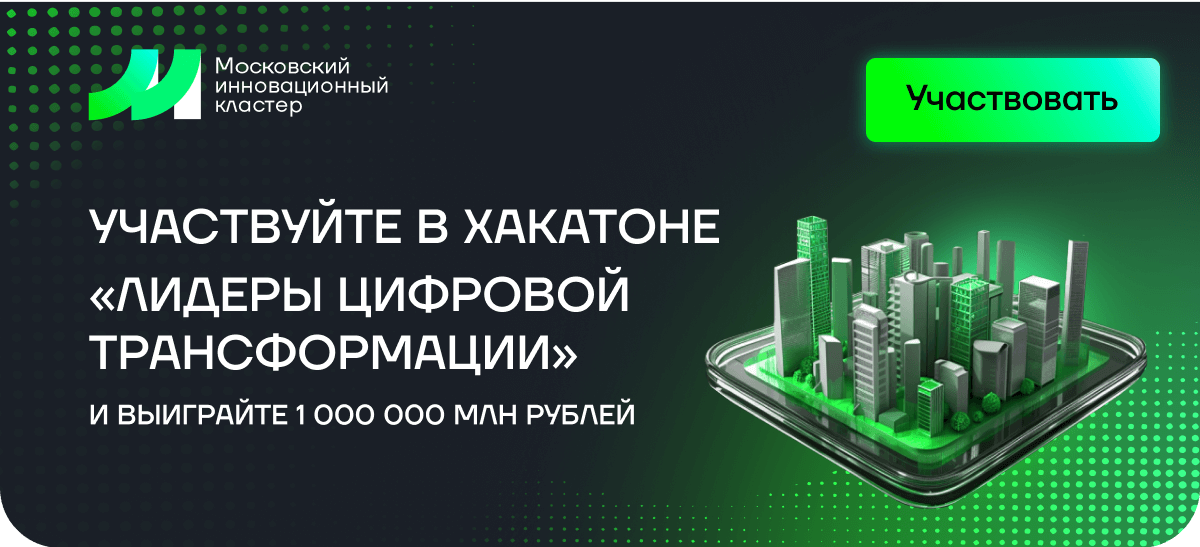 Московский
инновационный
кластер
Участвовать
УЧАСТВУЙТЕ В ХАКАТОНЕ
«ЛИДЕРЫ ЦИФРОВОЙ
ТРАНСФОРМАЦИИ»
И ВЫИГРАЙТЕ 1 000 000 МЛН РУБЛЕЙ